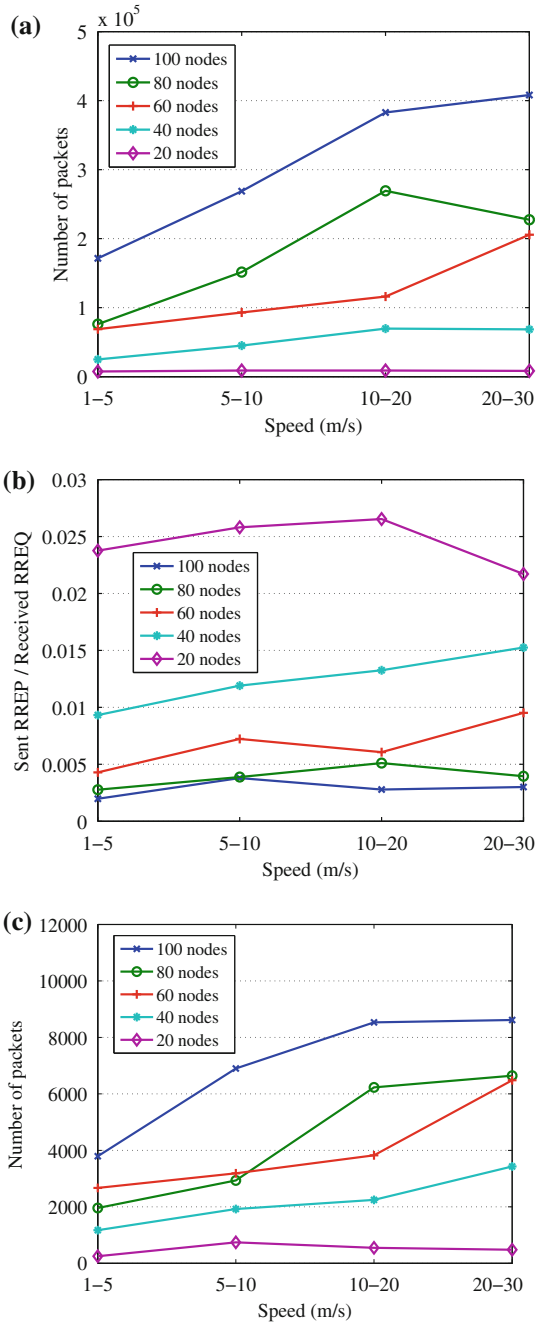 (a)
x 10^5
5
4
3
2
1
0
Number of packets
100 nodes
80 nodes
60 nodes
40 nodes
20 nodes
1–5
5–10
10–20
20–30
Speed (m/s)
(b)
0.03
0.025
0.02
0.015
0.01
0.005
0
Sent RREP / Received RREQ
100 nodes
80 nodes
60 nodes
40 nodes
20 nodes
1–5
5–10
10–20
20–30
Speed (m/s)
(c)
12000
10000
8000
6000
4000
2000
0
Number of packets
100 nodes
80 nodes
60 nodes
40 nodes
20 nodes
1–5
5–10
10–20
20–30
Speed (m/s)